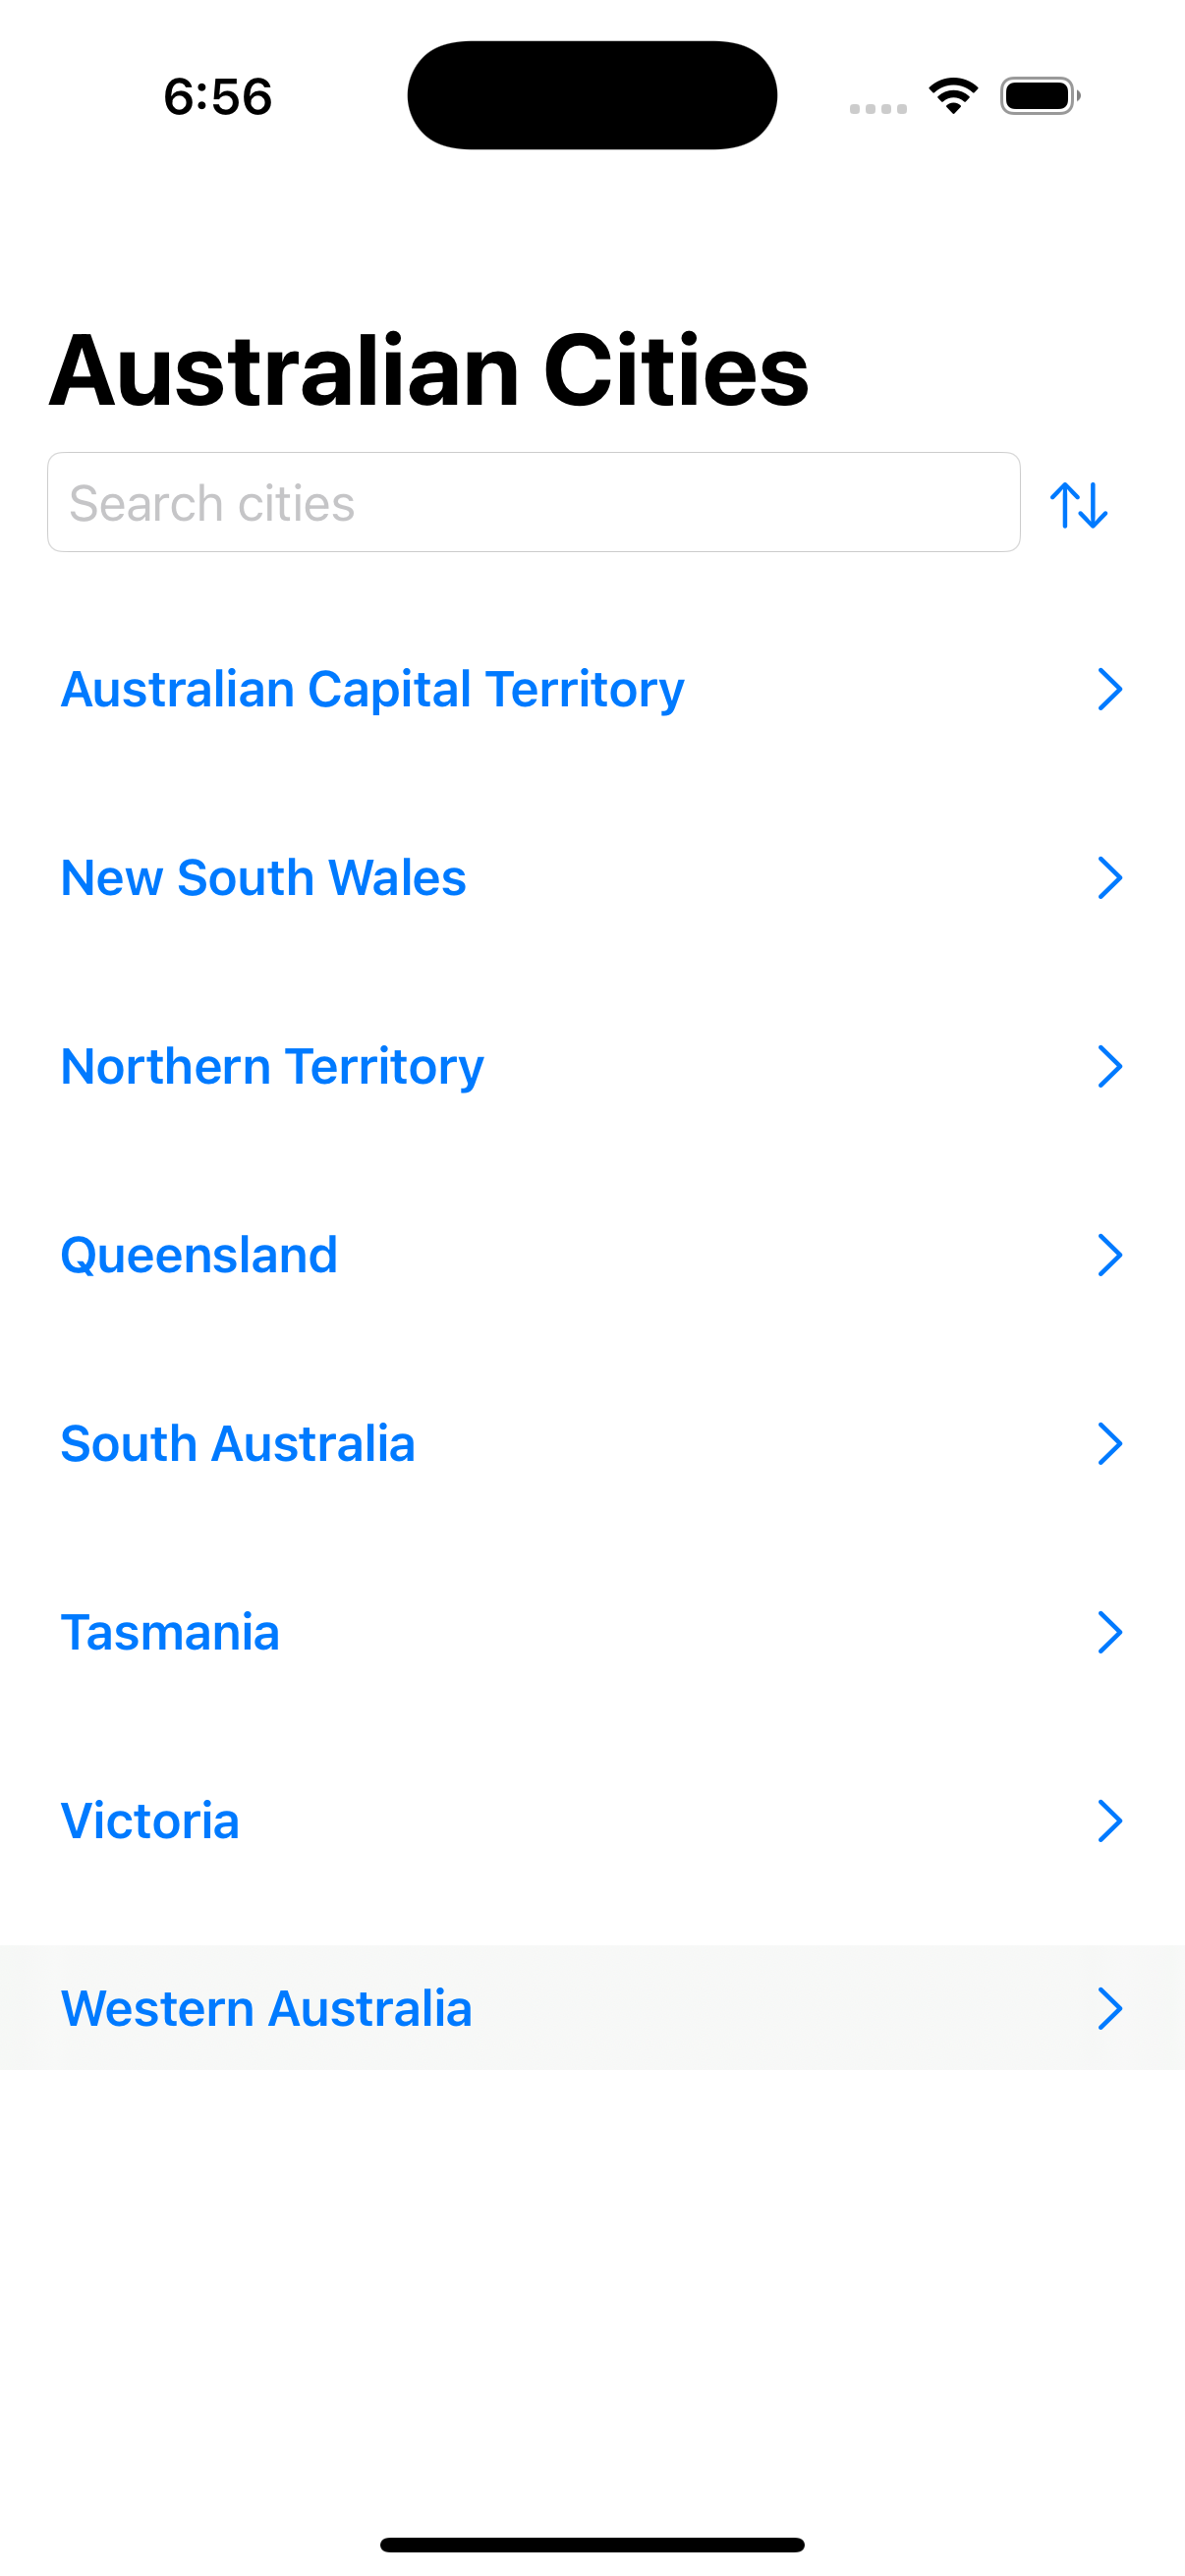 6:56
Australian Cities
Search cities
Australian Capital Territory
New South Wales
Northern Territory
Queensland
South Australia
Tasmania
Victoria
Western Australia